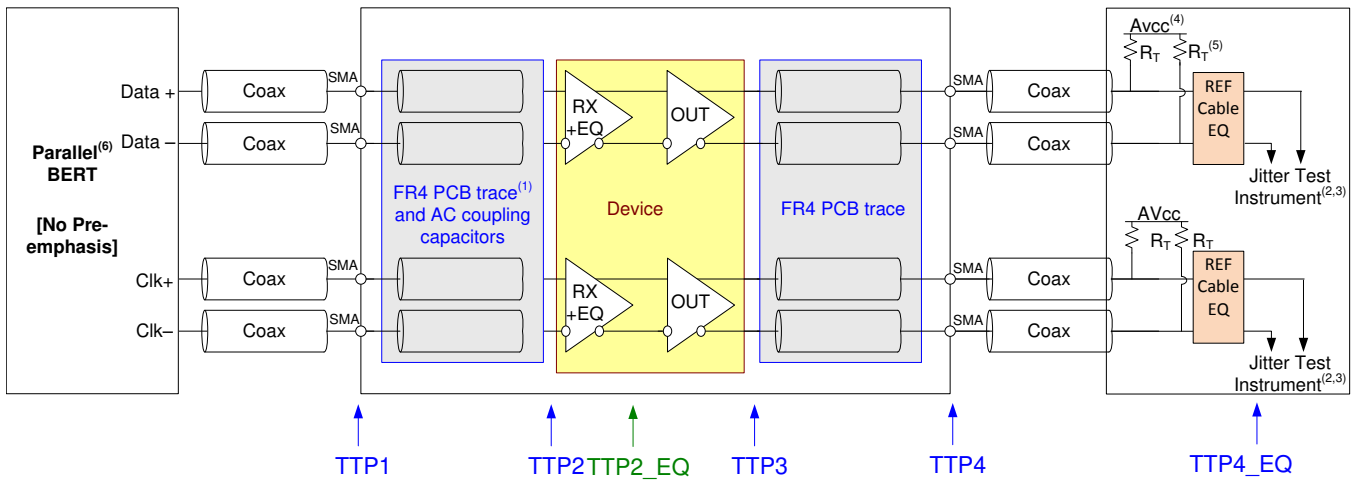 Parallel(6)
BERT
[No Pre-
emphasis]
Data +
Data −
Clk+
Clk−
Coax
Coax
Coax
Coax
SMA
SMA
SMA
SMA
FR4 PCB trace(1)
and AC coupling
capacitors
RX
+EQ
OUT
Device
RX
+EQ
OUT
FR4 PCB trace
SMA
SMA
SMA
SMA
Coax
Coax
Coax
Coax
Avcc(4)
RT
RT(5)
REF
Cable
EQ
Jitter Test
Instrument(2,3)
AVcc
RT
RT
REF
Cable
EQ
Jitter Test
Instrument(2,3)
TTP1
TTP2
TTP2_EQ
TTP3
TTP4
TTP4_EQ